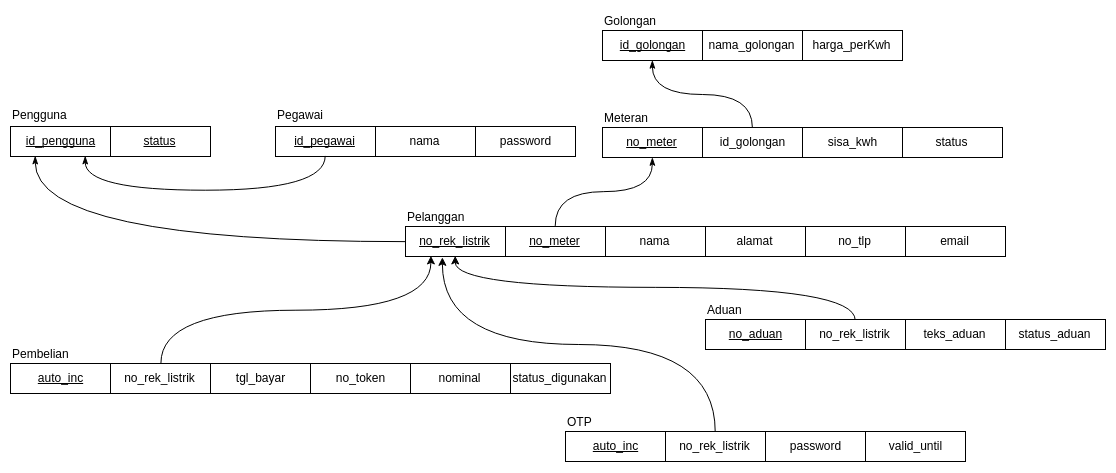 Golongan
id_golongan nama_golongan harga_perKwh
Pengguna
id_pengguna status
Pegawai
id_pegawai nama password
Meteran
no_meter id_golongan sisa_kwh status
Pelanggan
no_rek_listrik no_meter nama alamat no_tlp email
Aduan
no_aduan no_rek_listrik teks_aduan status_aduan
Pembelian
auto_inc no_rek_listrik tgl_bayar no_token nominal status_digunakan
OTP
auto_inc no_rek_listrik password valid_until